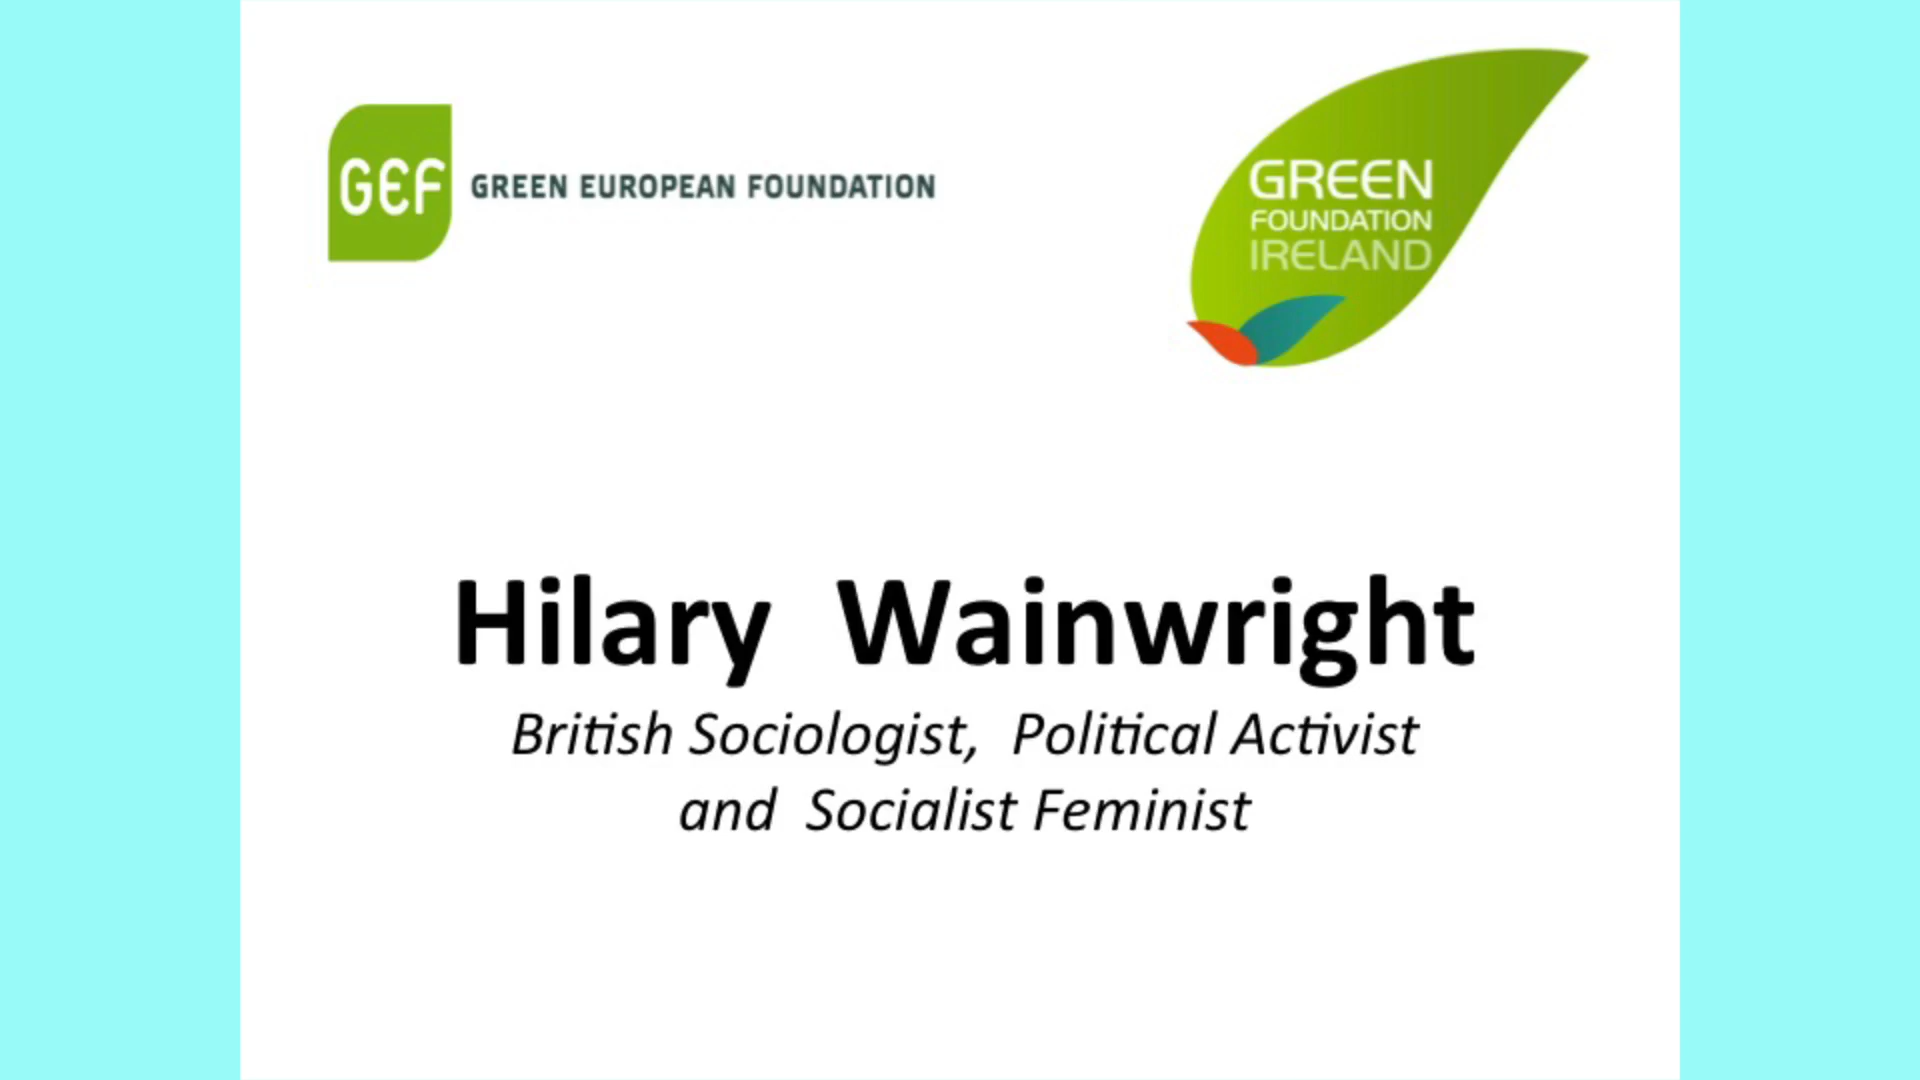 GEF GREEN EUROPEAN FOUNDATION
GREEN
FOUNDATION
IRELAND
Hilary Wainwright
British Sociologist, Political Activist
and Socialist Feminist